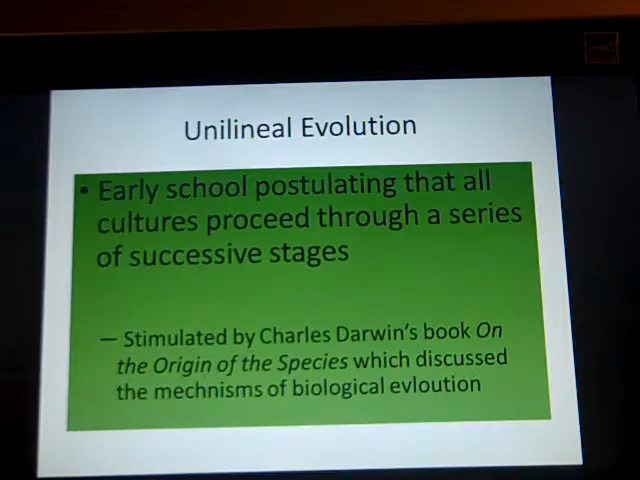 Unilineal Evolution
• Early school postulating that all
cultures proceed through a series
of successive stages
– Stimulated by Charles Darwin's book On
the Origin of the Species which discussed
the mechnisms of biological evloution